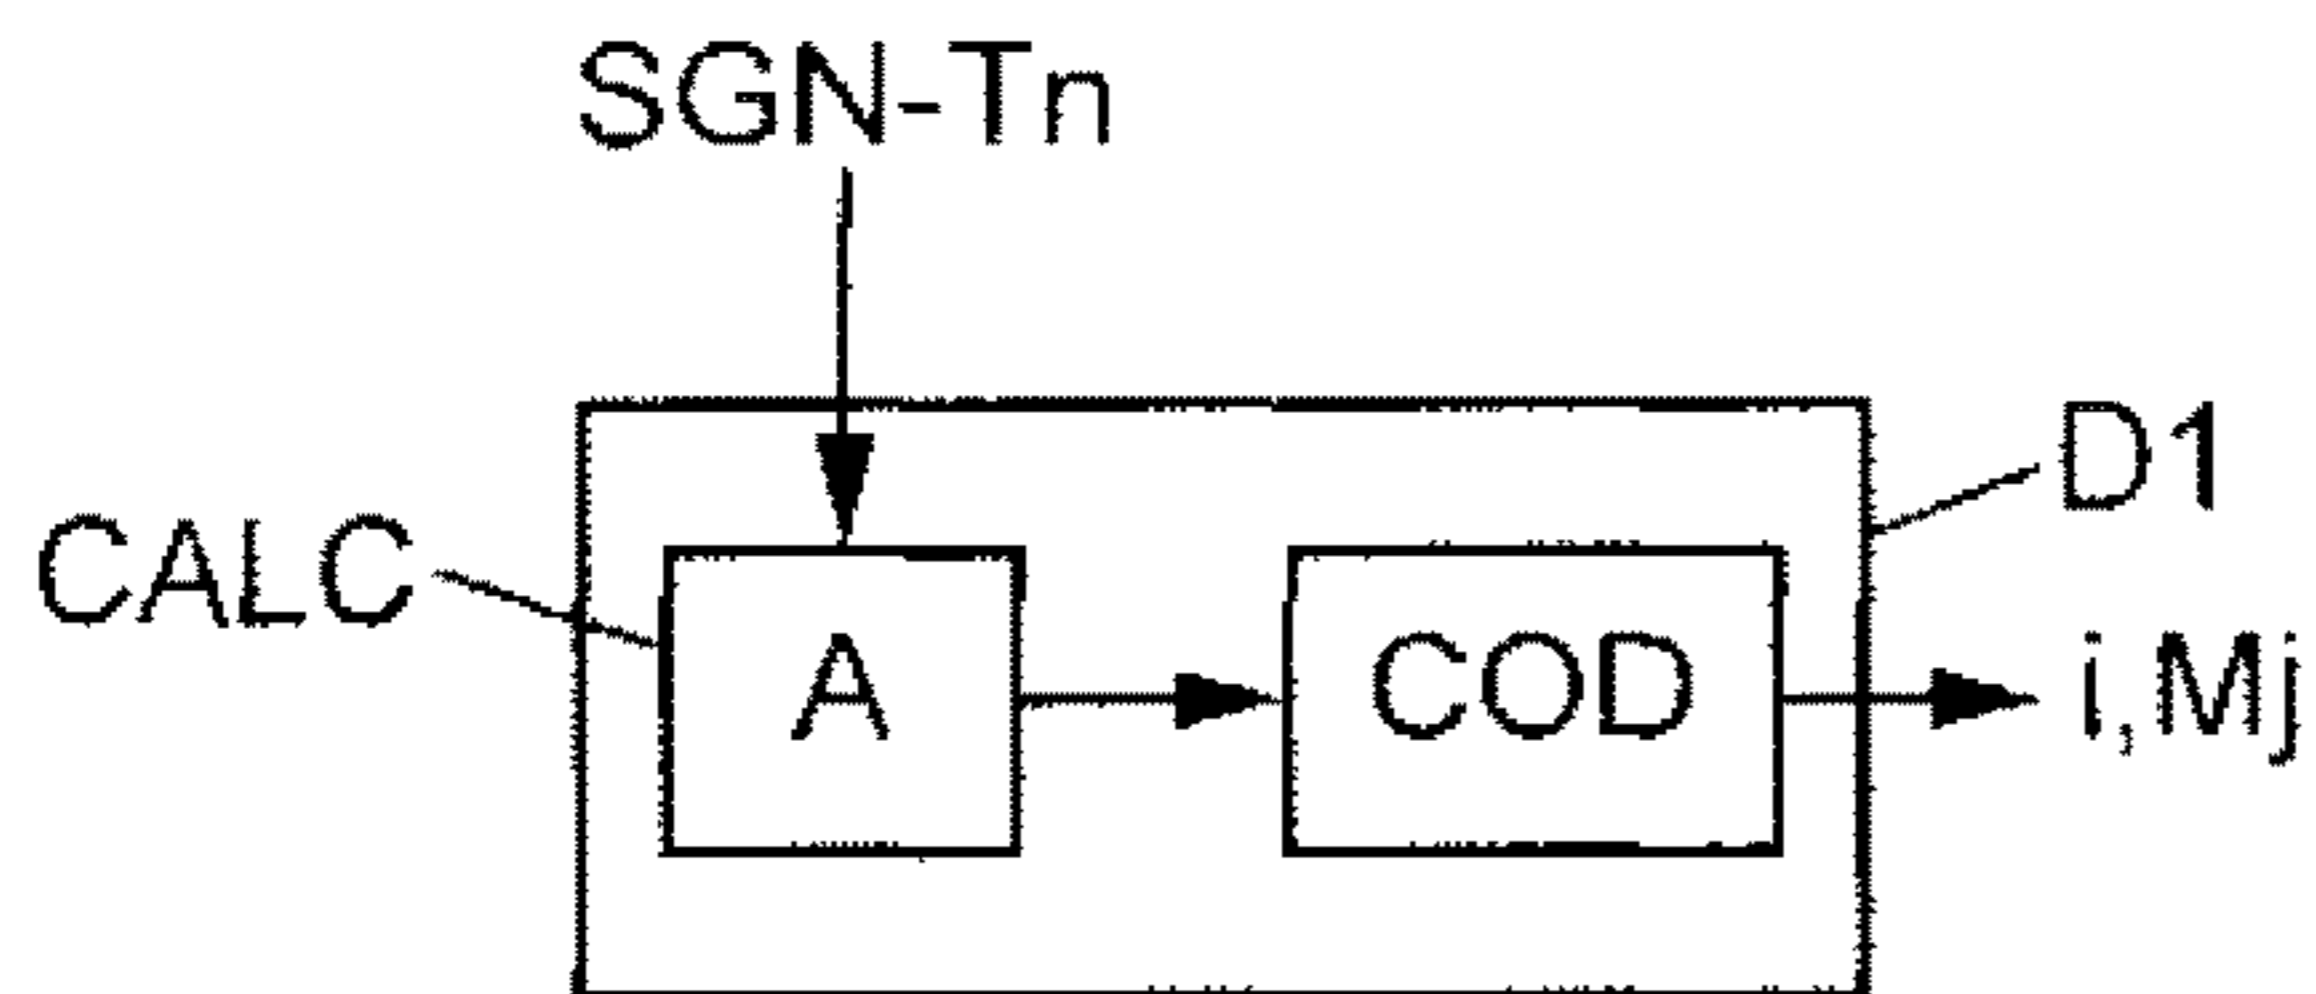 SGN-Tn
D1
CALC
A
COD
i,Mj